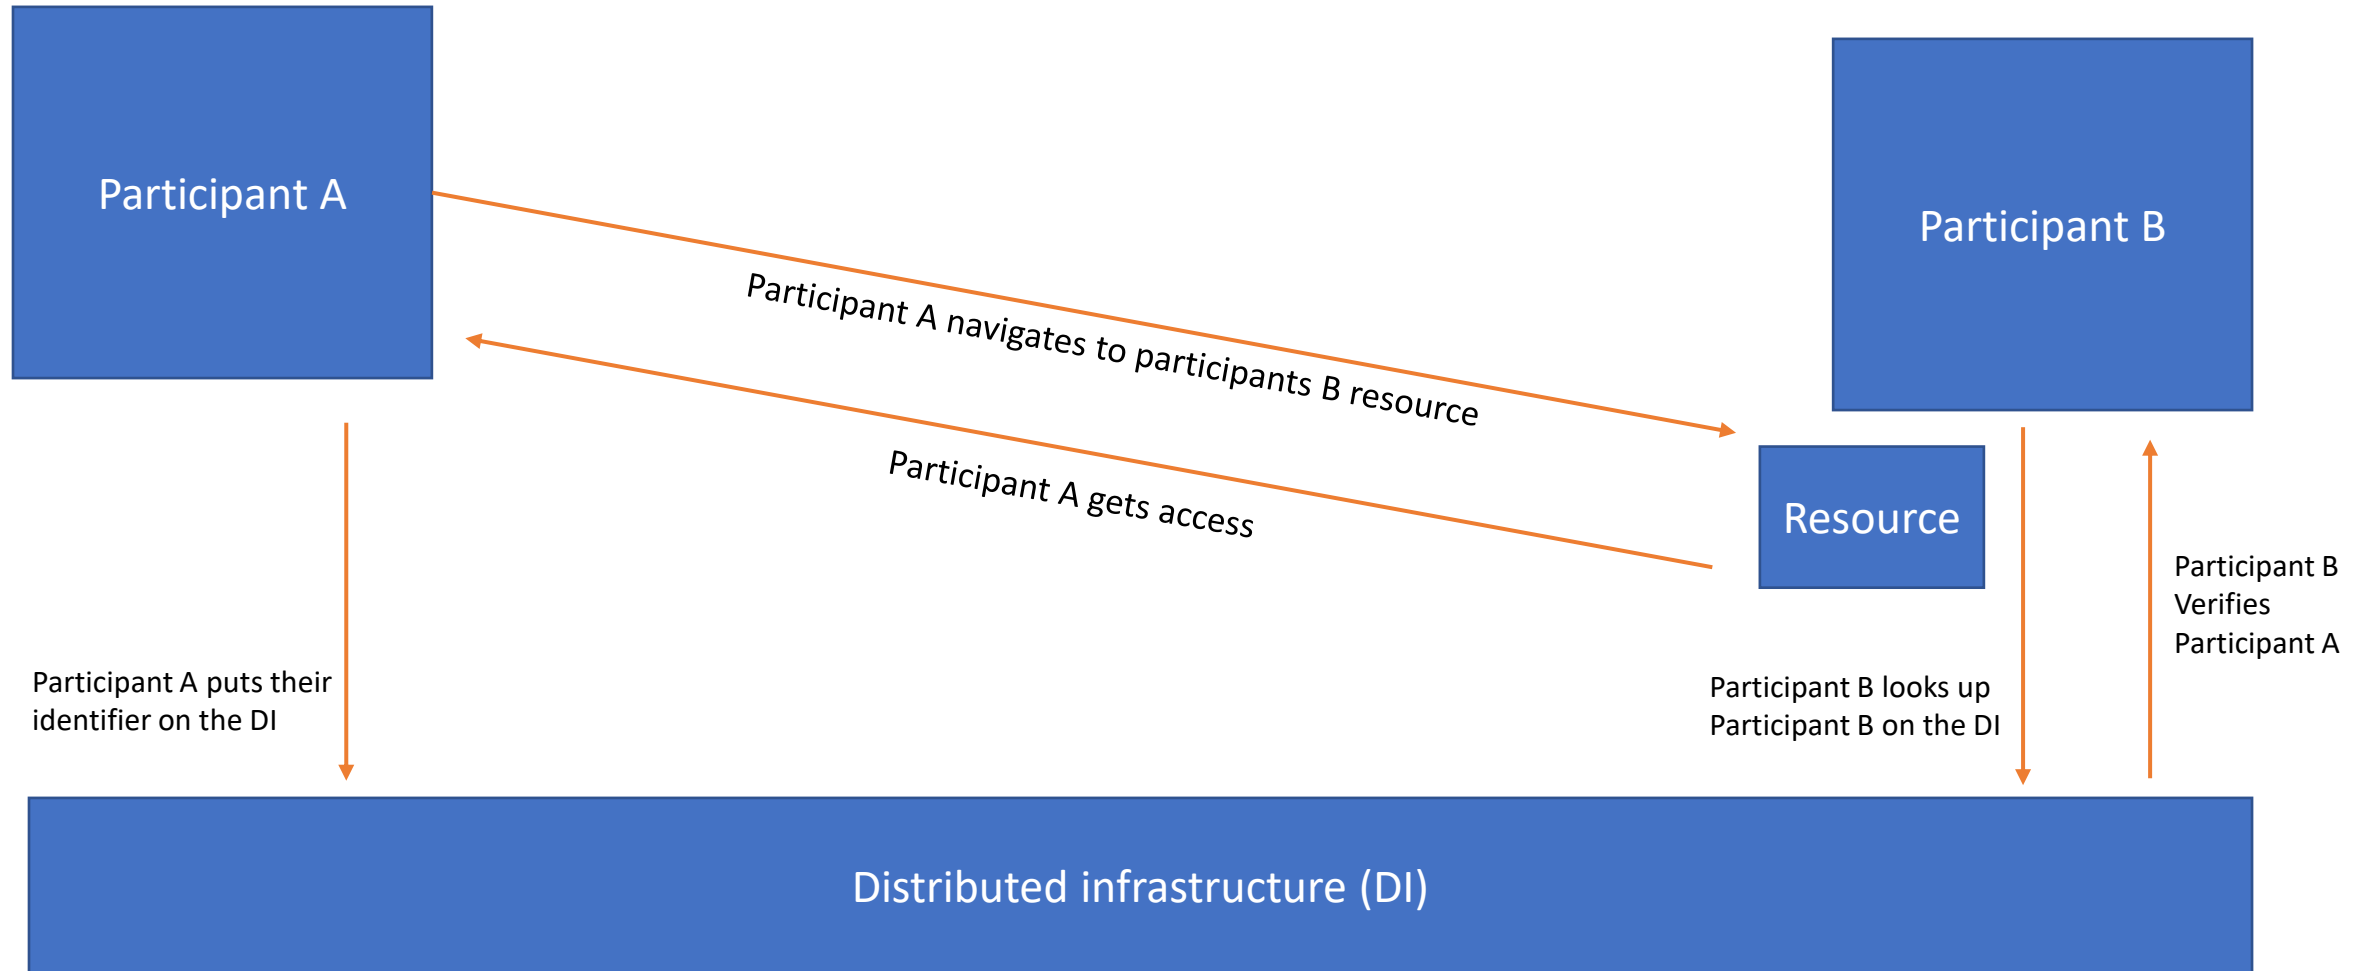 Participant A
Participant B
Participant A navigates to participants B resource
Participant A gets access
Resource
Participant B
Verifies
Participant A
Participant A puts their
identifier on the DI
Participant B looks up
Participant B on the DI
Distributed infrastructure (DI)